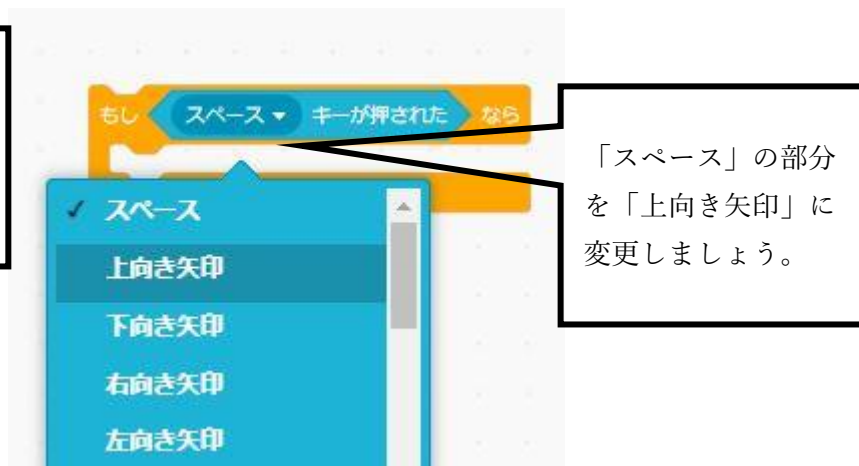 もし スペース キーが押された なら
✓ スペース
上向き矢印
下向き矢印
右向き矢印
左向き矢印
「スペース」の部分
を「上向き矢印」に
変更しましょう。